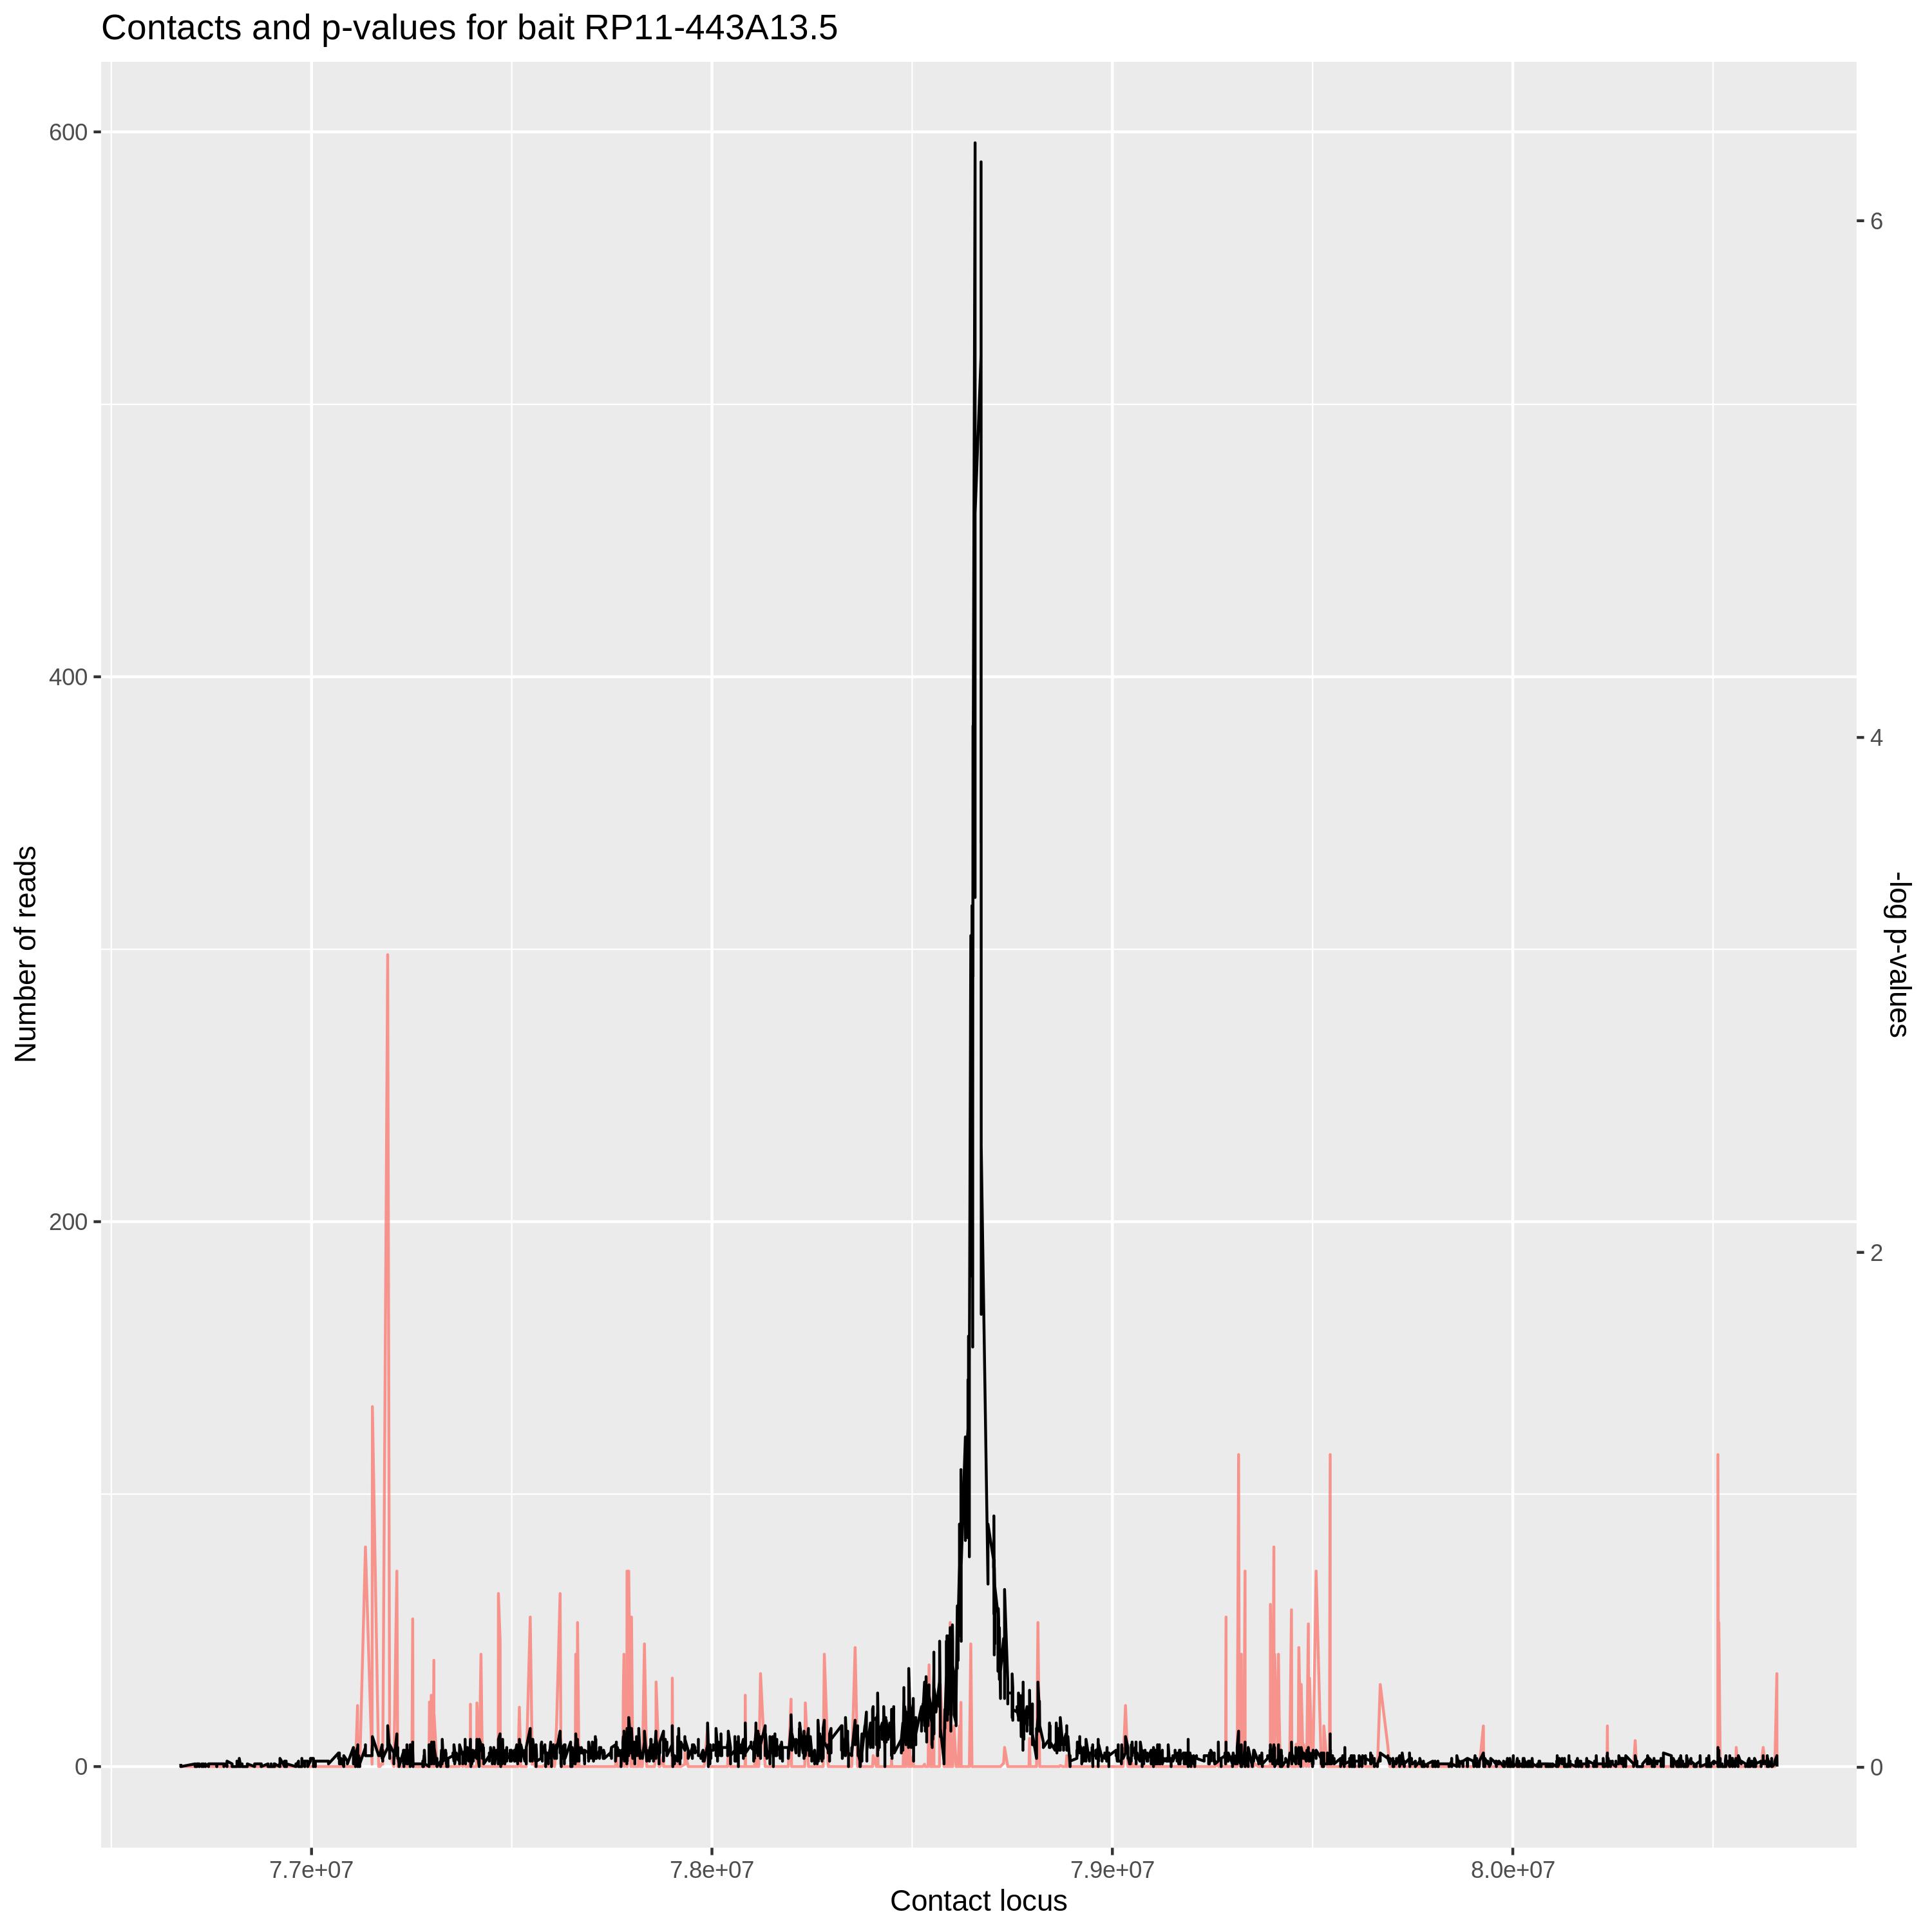 Contacts and p-values for bait RP11-443A13.5
600
400
200
0
Number of reads
6
4
2
0
-log p-values
7.7e+07
7.8e+07
7.9e+07
8.0e+07
Contact locus